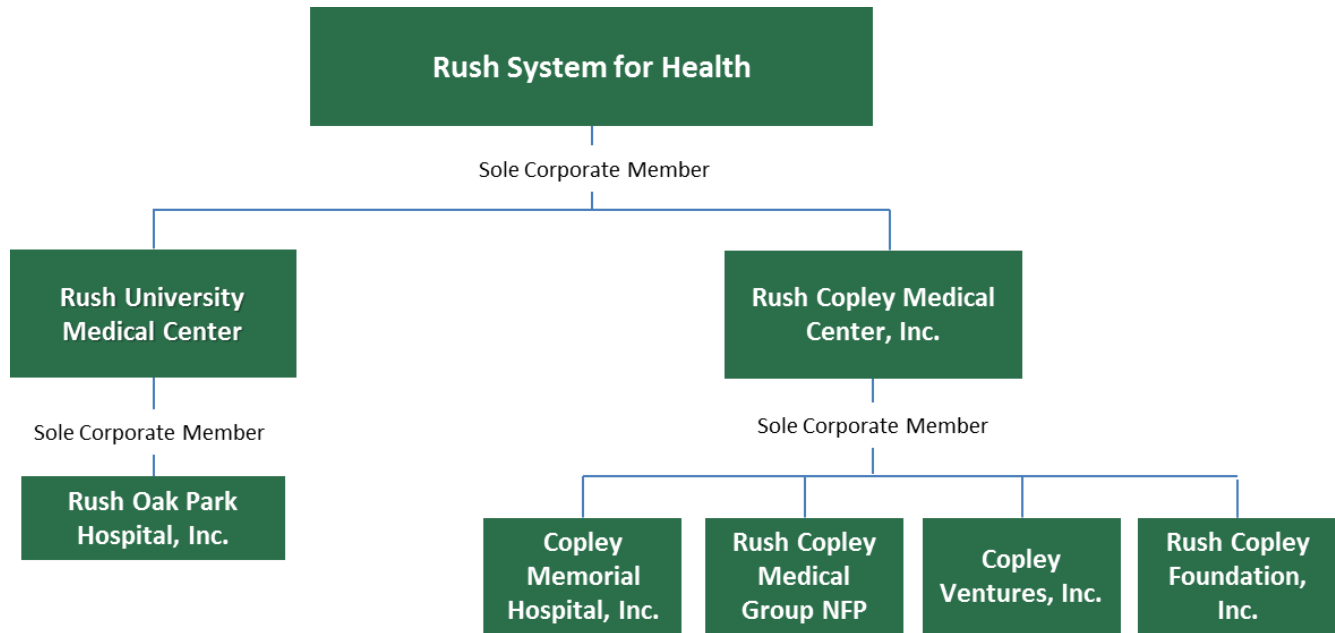 Rush System for Health
Sole Corporate Member
Rush University
Medical Center
Rush Copley Medical
Center, Inc.
Sole Corporate Member
Sole Corporate Member
Rush Oak Park
Hospital, Inc.
Copley
Memorial
Hospital, Inc.
Rush Copley
Medical
Group NFP
Copley
Ventures, Inc.
Rush Copley
Foundation,
Inc.